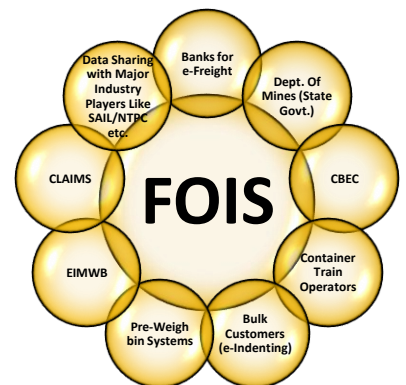 Banks for
e-Freight
Dept. Of
Mines (State
Govt.)
CBEC
Container
Train
Operators
Bulk
Customers
(e-Indenting)
Pre-Weigh
bin Systems
EIMWB
CLAIMS
Data Sharing
with Major
Industry
Players Like
SAIL/NTPC
etc.
FOIS